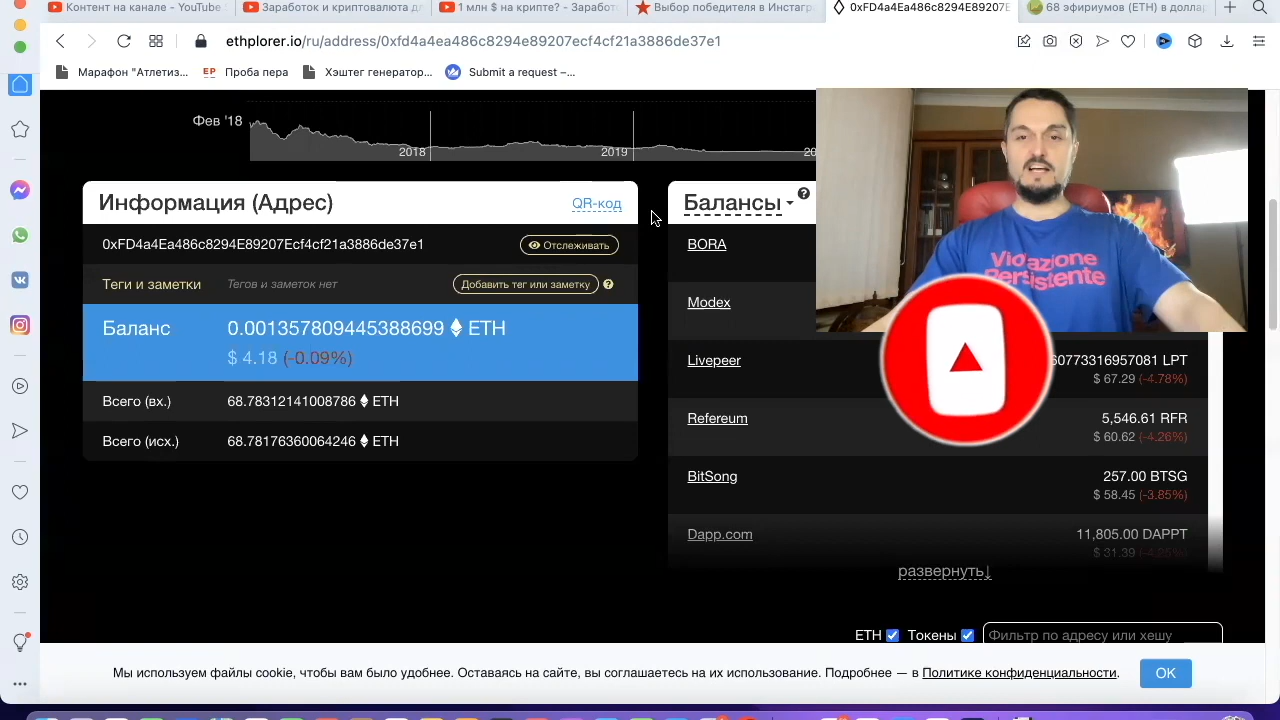 Контент на канале - YouTube
Заработок и криптовалюта д
1 млн $ на крипте? - Заработ
Выбор победителя в Инстагр
0xFD4a4Ea486c8294E89207E
68 эфириумов (ETH) в доллар
ethplorer.io/ru/address/0xfd4a4ea486c8294e89207ecf4cf21a3886de37e1
Марафон "Атлетиз...
EP Проба пера
Хэштег генератор...
Submit a request –...
Фев '18
2018
2019
20
Информация (Адрес)
QR-код
0xFD4a4Ea486c8294E89207Ecf4cf21a3886de37e1
Отслеживать
Теги и заметки
Тегов и заметок нет
Добавить тег или заметку ?
Баланс
0.001357809445388699 ETH
$ 4.18 (-0.09%)
Всего (вх.)
68.78312141008786 ETH
Всего (исх.)
68.78176360064246 ETH
Балансы ?
BORA
Modex
Livepeer
60773316957081 LPT
$ 67.29 (-4.78%)
Refereum
5,546.61 RFR
$ 60.62 (-4.26%)
BitSong
257.00 BTSG
$ 58.45 (-3.85%)
Dapp.com
11,805.00 DAPPT
$ 31.39
развернуть↓
ETH
Токены
Фильтр по адресу или хешу
Violazione
Persistente
Мы используем файлы cookie, чтобы вам было удобнее. Оставаясь на сайте, вы соглашаетесь на их использование. Подробнее — в Политике конфиденциальности.
OK